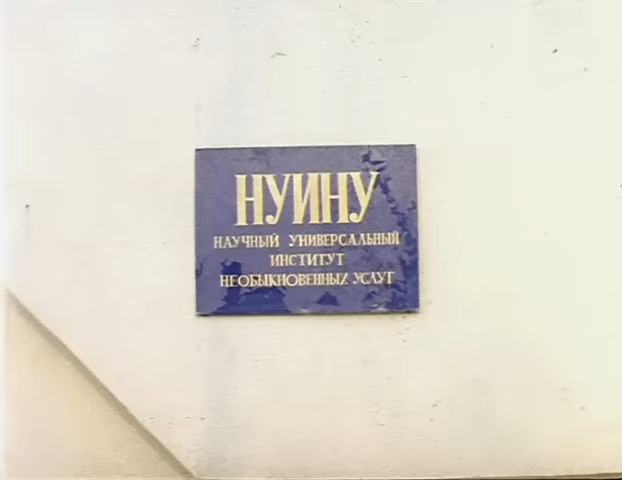 НУИНУ
НАУЧНЫЙ УНИВЕРСАЛЬНЫЙ
ИНСТИТУТ
НЕОБЫКНОВЕННЫХ УСЛУГ